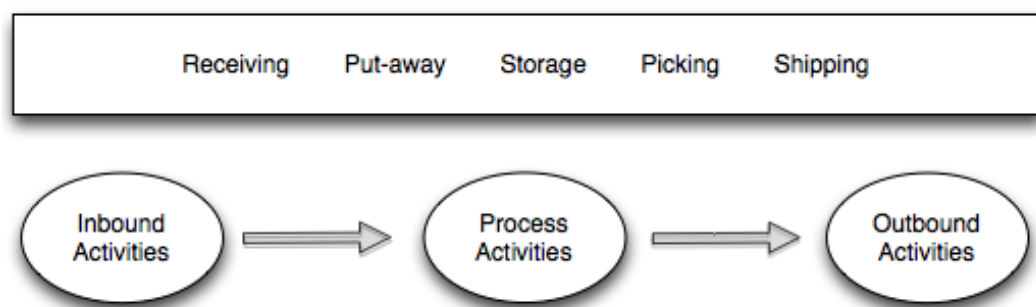 Receiving Put-away Storage Picking Shipping
Inbound
Activities
Process
Activities
Outbound
Activities